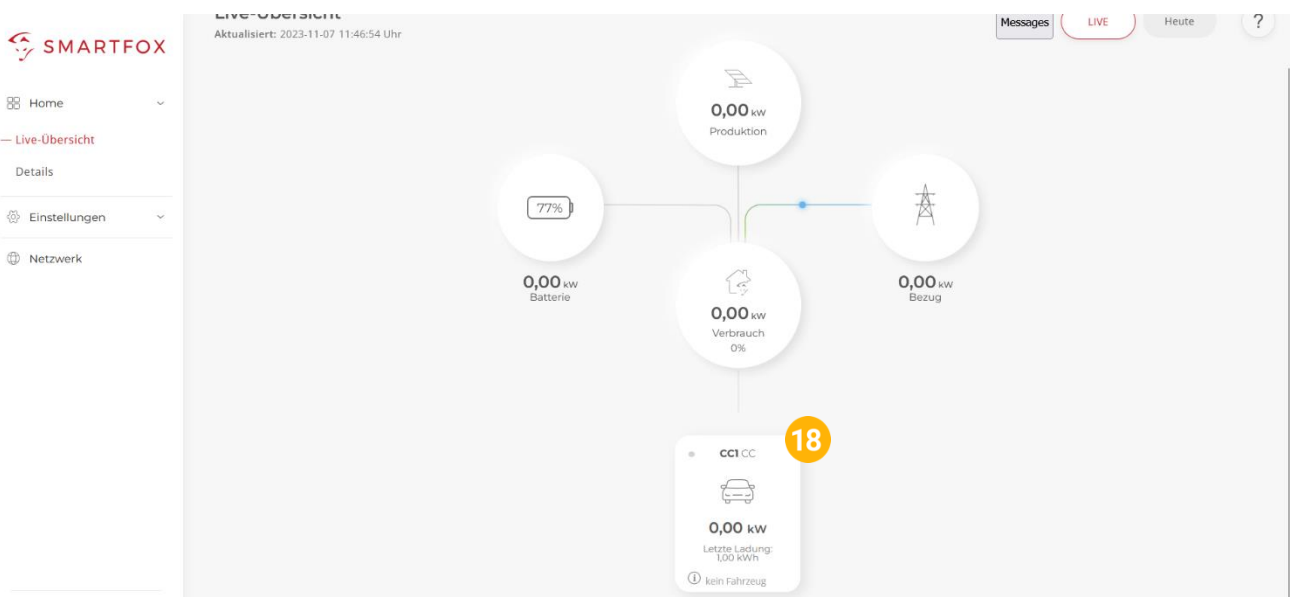 Live-Übersicht
Aktualisiert: 2023-11-07 11:46:54 Uhr
Messages
LIVE
Heute
?
SMARTFOX
Home
Live-Übersicht
Details
Einstellungen
Netzwerk
0,00 kW
Produktion
77%
0,00 kW
Batterie
0,00 kW
Bezug
0,00 kW
Verbrauch
0%
18
CC1 CC
0,00 kW
Letzte Ladung:
1,00 kWh
kein Fahrzeug